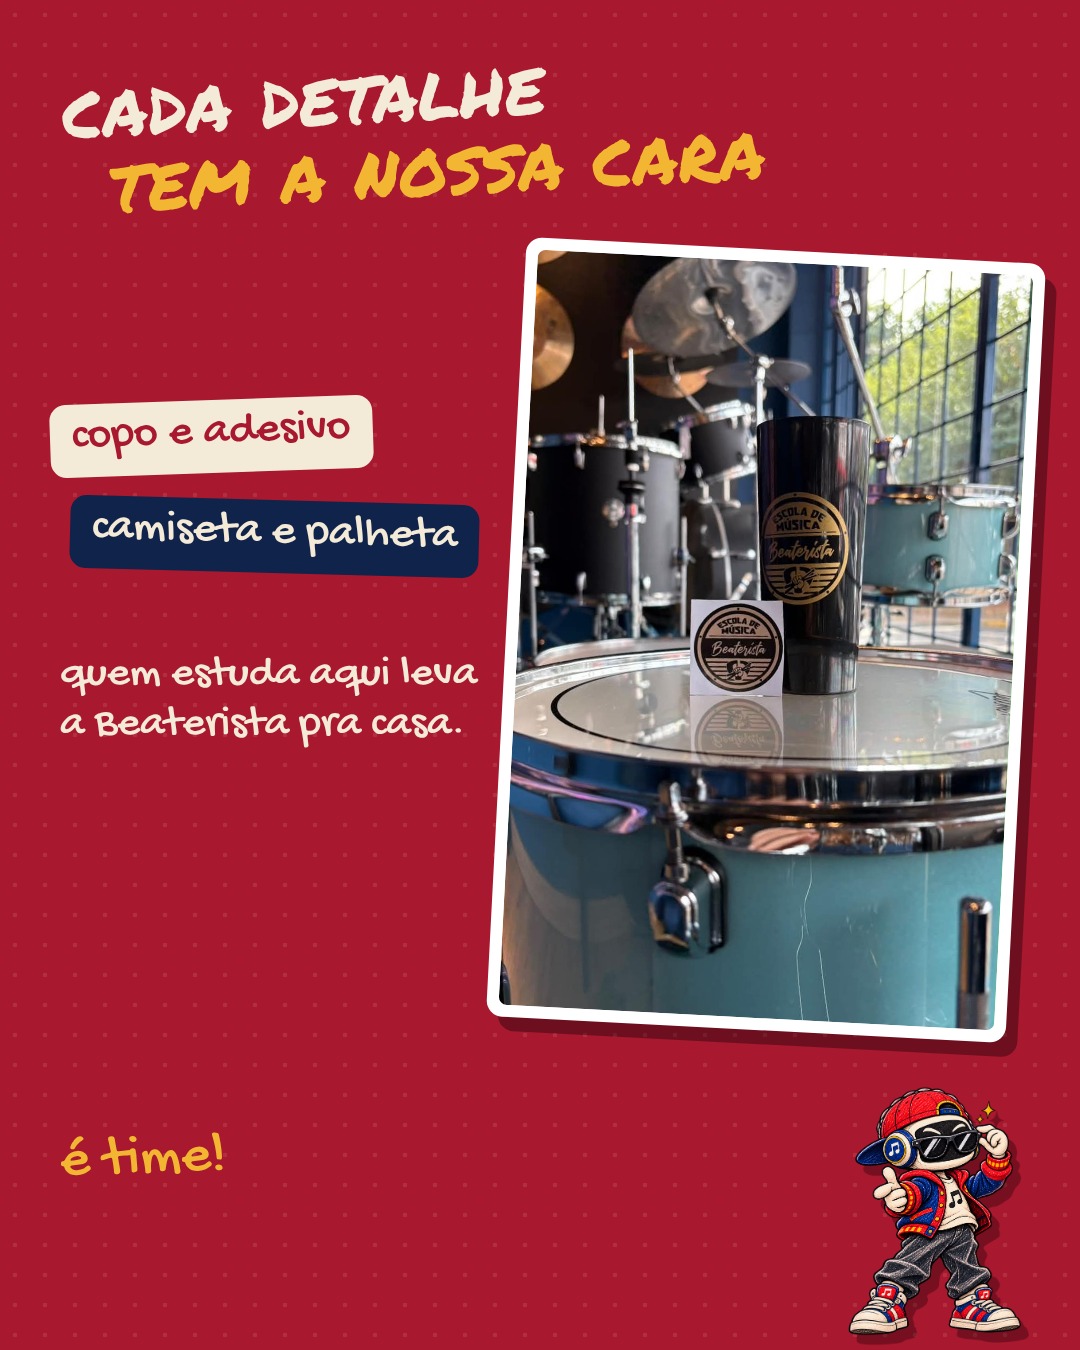 CADA DETALHE
TEM A NOSSA CARA
copo e adesivo
camiseta e palheta
quem estuda aqui leva
a Beaterista pra casa.
ESCOLA DE
MÚSICA
Beaterista
ESCOLA DE
MÚSICA
Beaterista
é time!